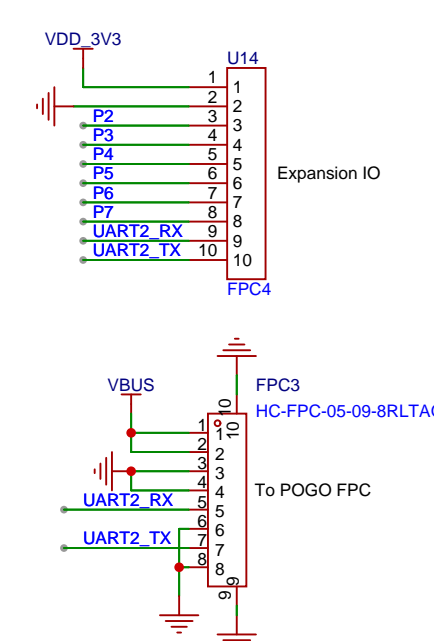 VDD_3V3
U14
1 1
2 2
P2 3 3
P3 4 4
P4 5 5
P5 6 6
P6 7 7
P7 8 8
UART2_RX 9 9
UART2_TX 10 10
Expansion IO
FPC4
VBUS
FPC3
HC-FPC-05-09-8RLTAG
10 10
1 1
2 2
3 3
4 4
UART2_RX 5 5
6 6
UART2_TX 7 7
8 8
9 9
To POGO FPC